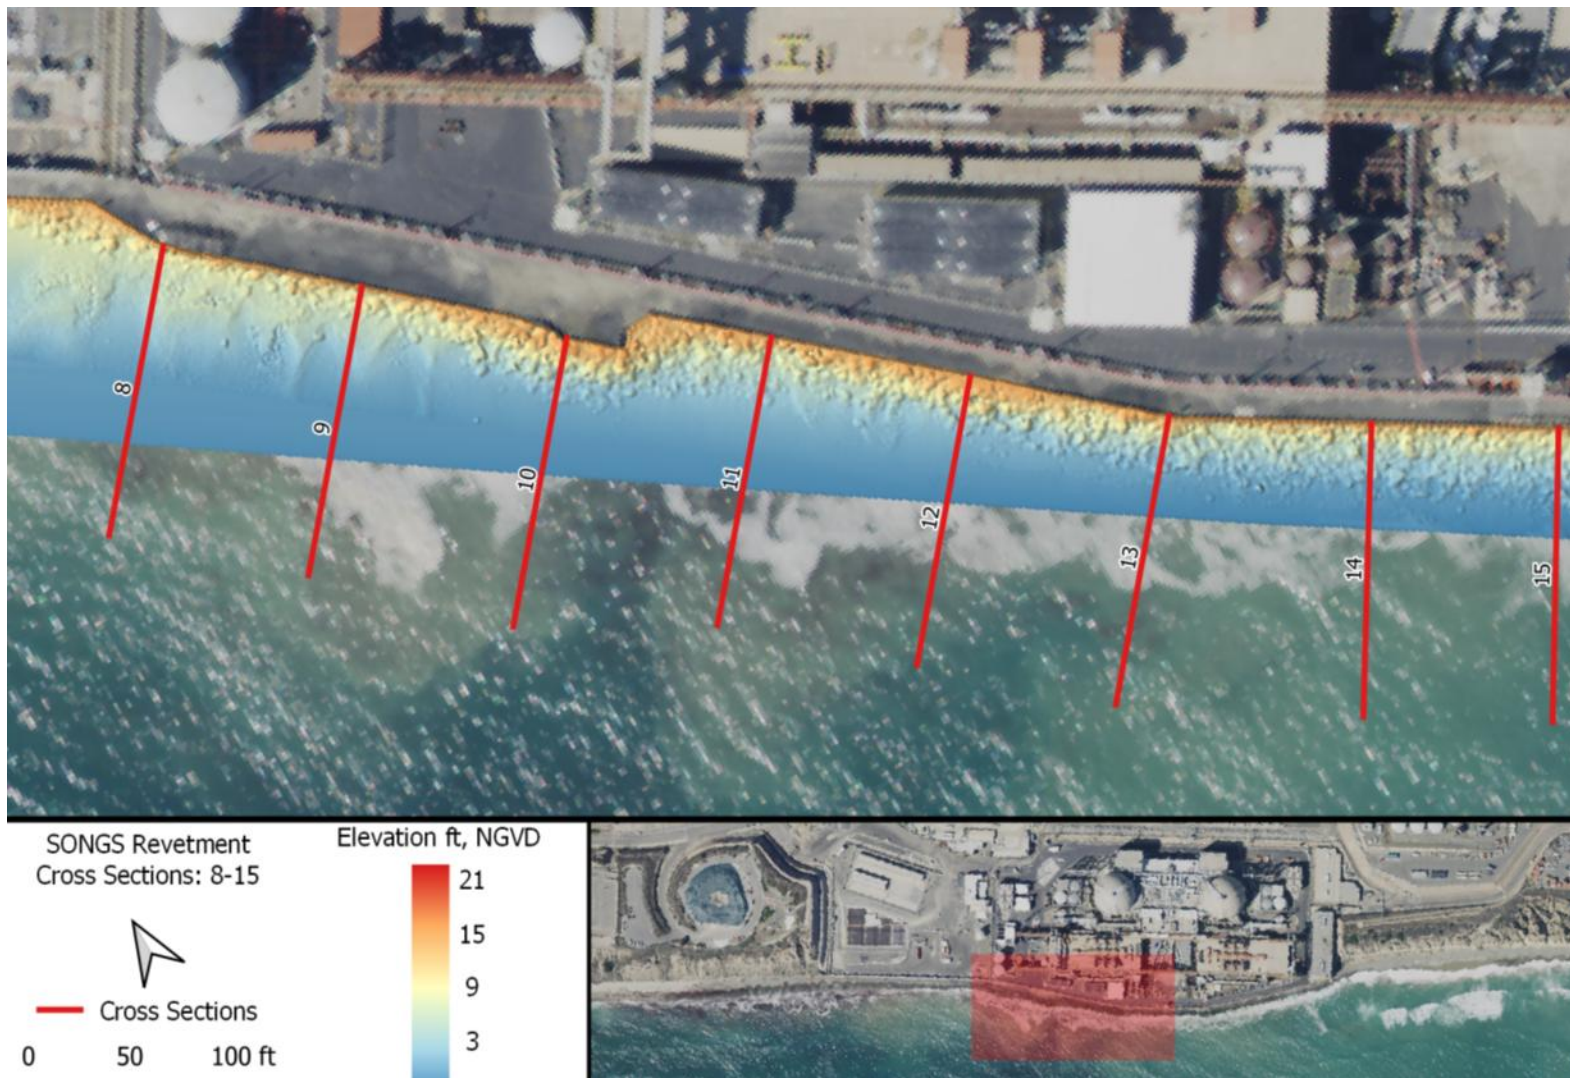 8
9
10
11
12
13
14
15
SONGS Revetment
Cross Sections: 8-15
Cross Sections
0 50 100 ft
Elevation ft, NGVD
21
15
9
3